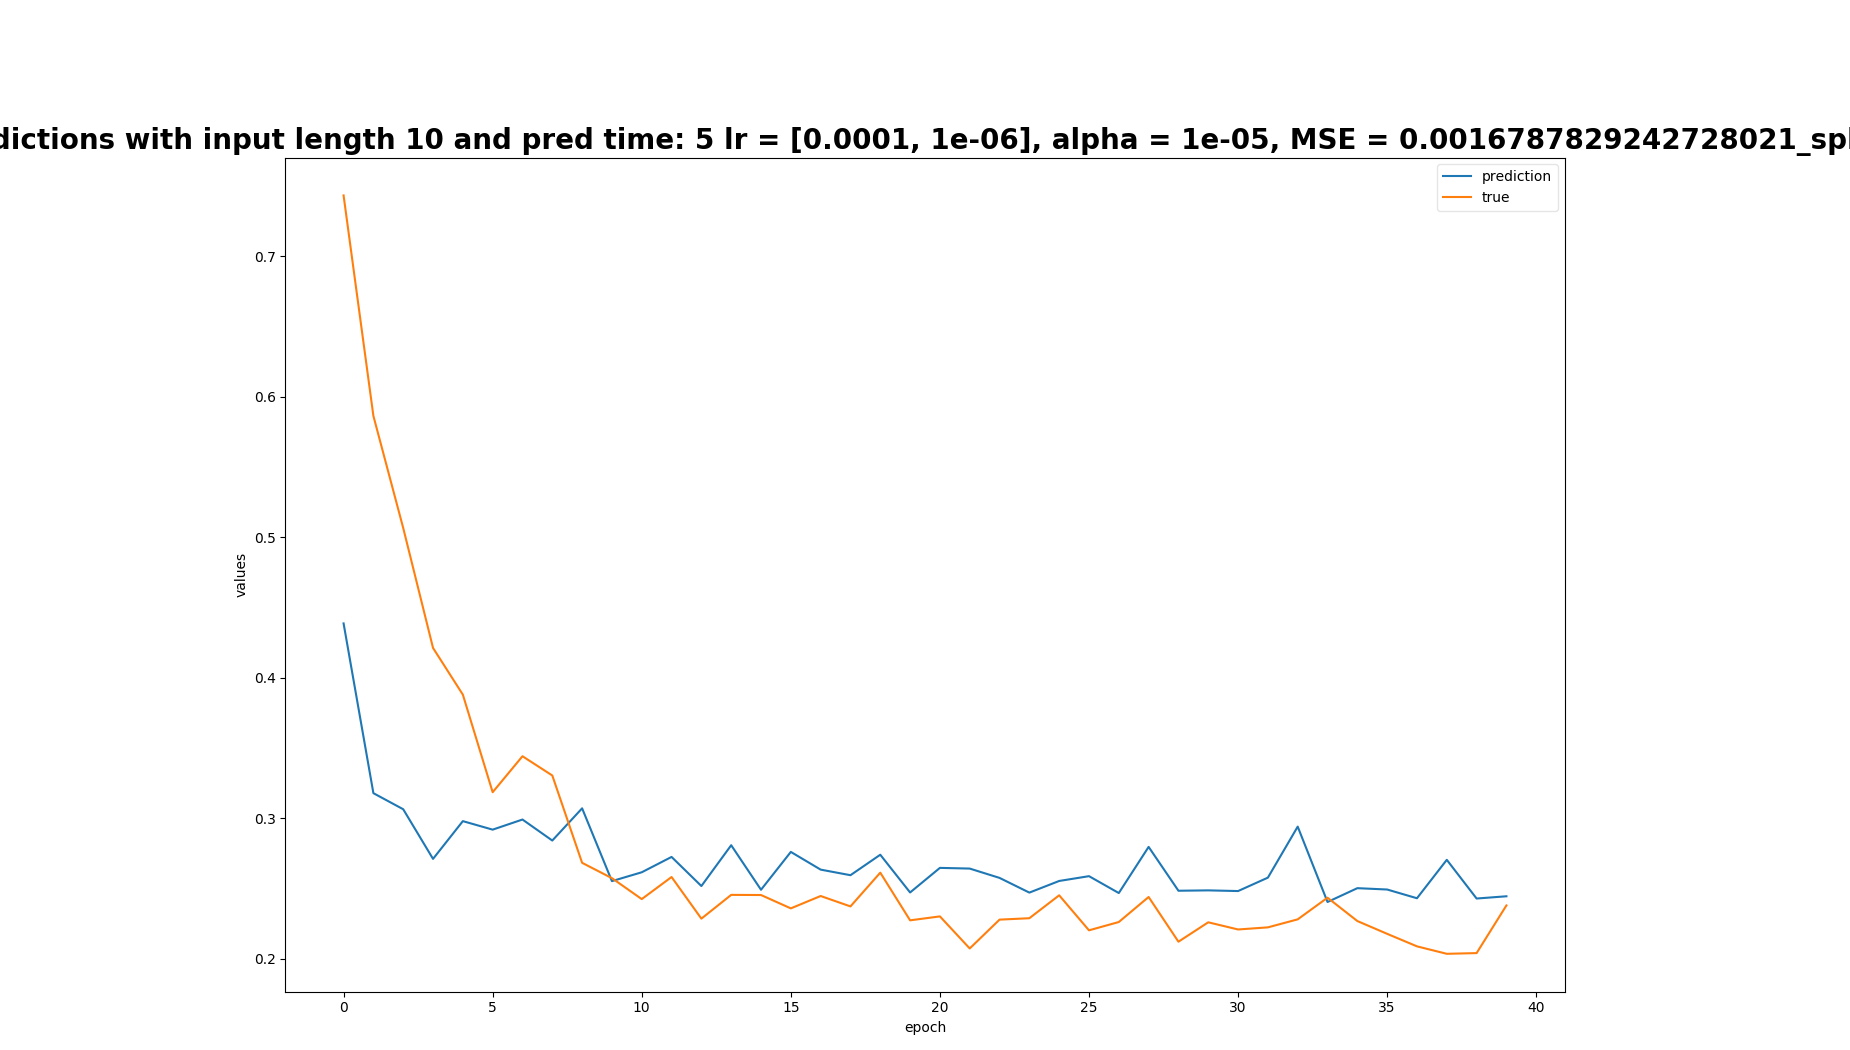 dictions with input length 10 and pred time: 5 lr = [0.0001, 1e-06], alpha = 1e-05, MSE = 0.0016787829242728021_spl
prediction
true
0.7
0.6
0.5
0.4
0.3
0.2
values
0 5 10 15 20 25 30 35 40
epoch